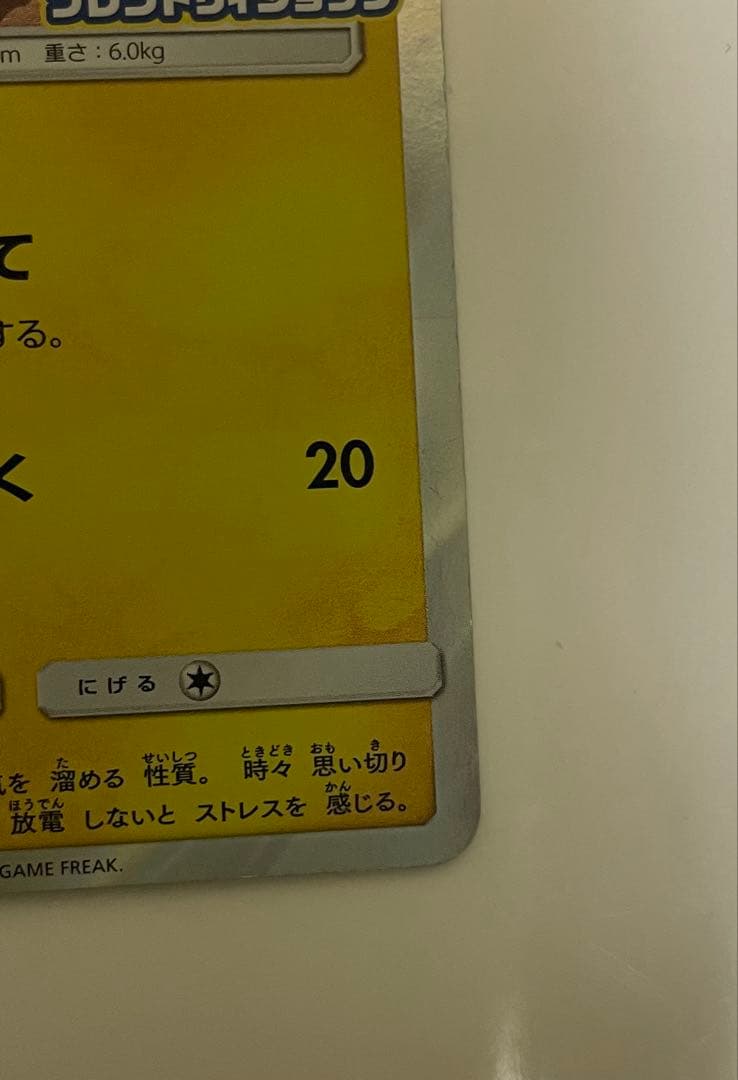 m 重さ：6.0kg
て
する。
く 20
にげる
を 溜める 性質。 時々 思い切り
放電 しないと ストレスを 感じる。
GAME FREAK.